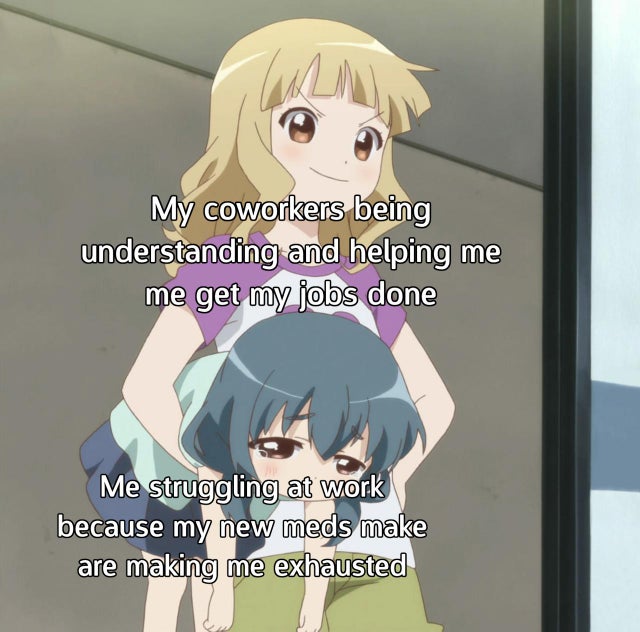 My coworkers being
understanding and helping me
me get my jobs done
Me struggling at work
because my new meds make
are making me exhausted